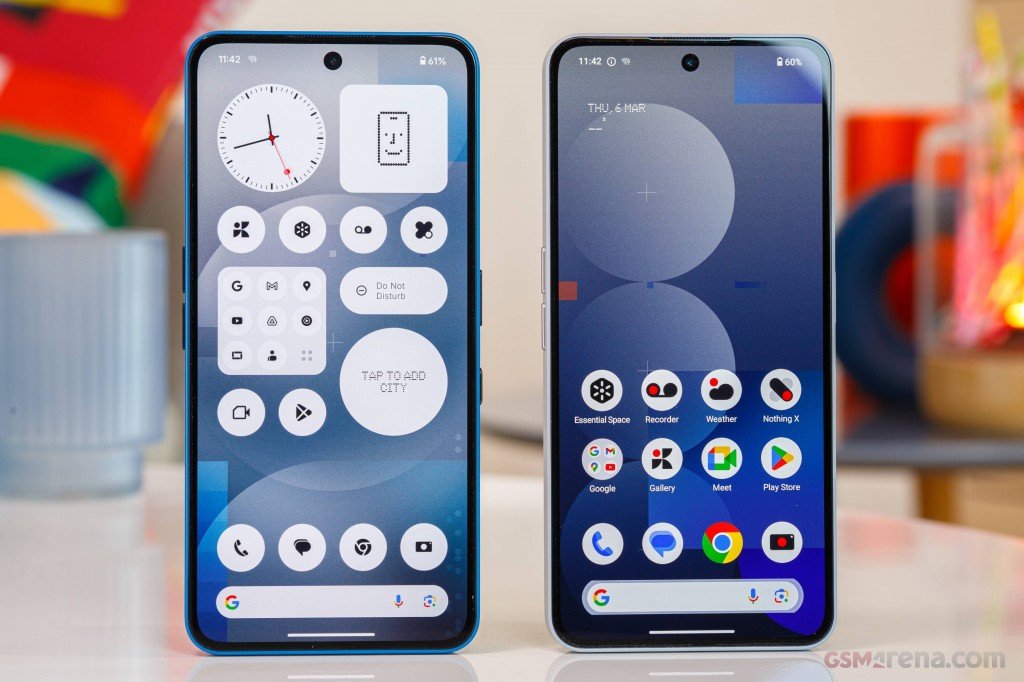 11:42
61%
Do Not
Disturb
TAP TO ADD
CITY
11:42
60%
THU, 6 MAR
Essential Space
Recorder
Weather
Nothing X
Google
Gallery
Meet
Play Store
GSMarena.com